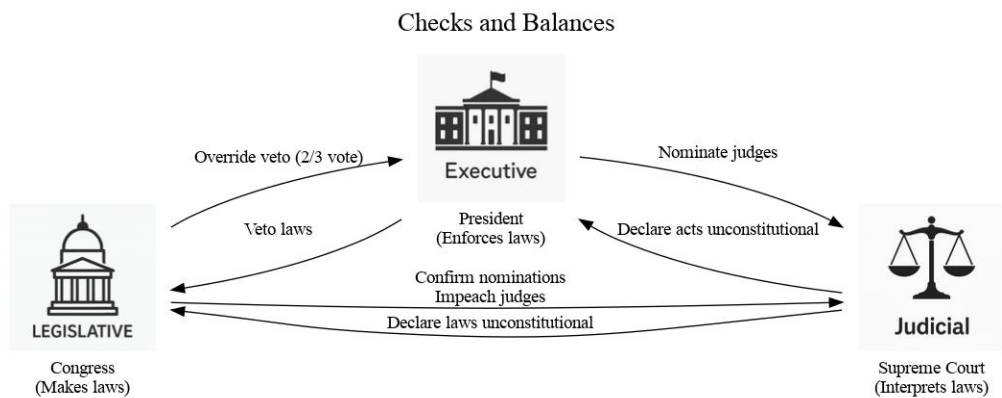 Checks and Balances
Executive
Override veto (2/3 vote)
Nominate judges
President
(Enforces laws)
Veto laws
Declare acts unconstitutional
Confirm nominations
Impeach judges
Declare laws unconstitutional
LEGISLATIVE
Congress
(Makes laws)
Judicial
Supreme Court
(Interprets laws)